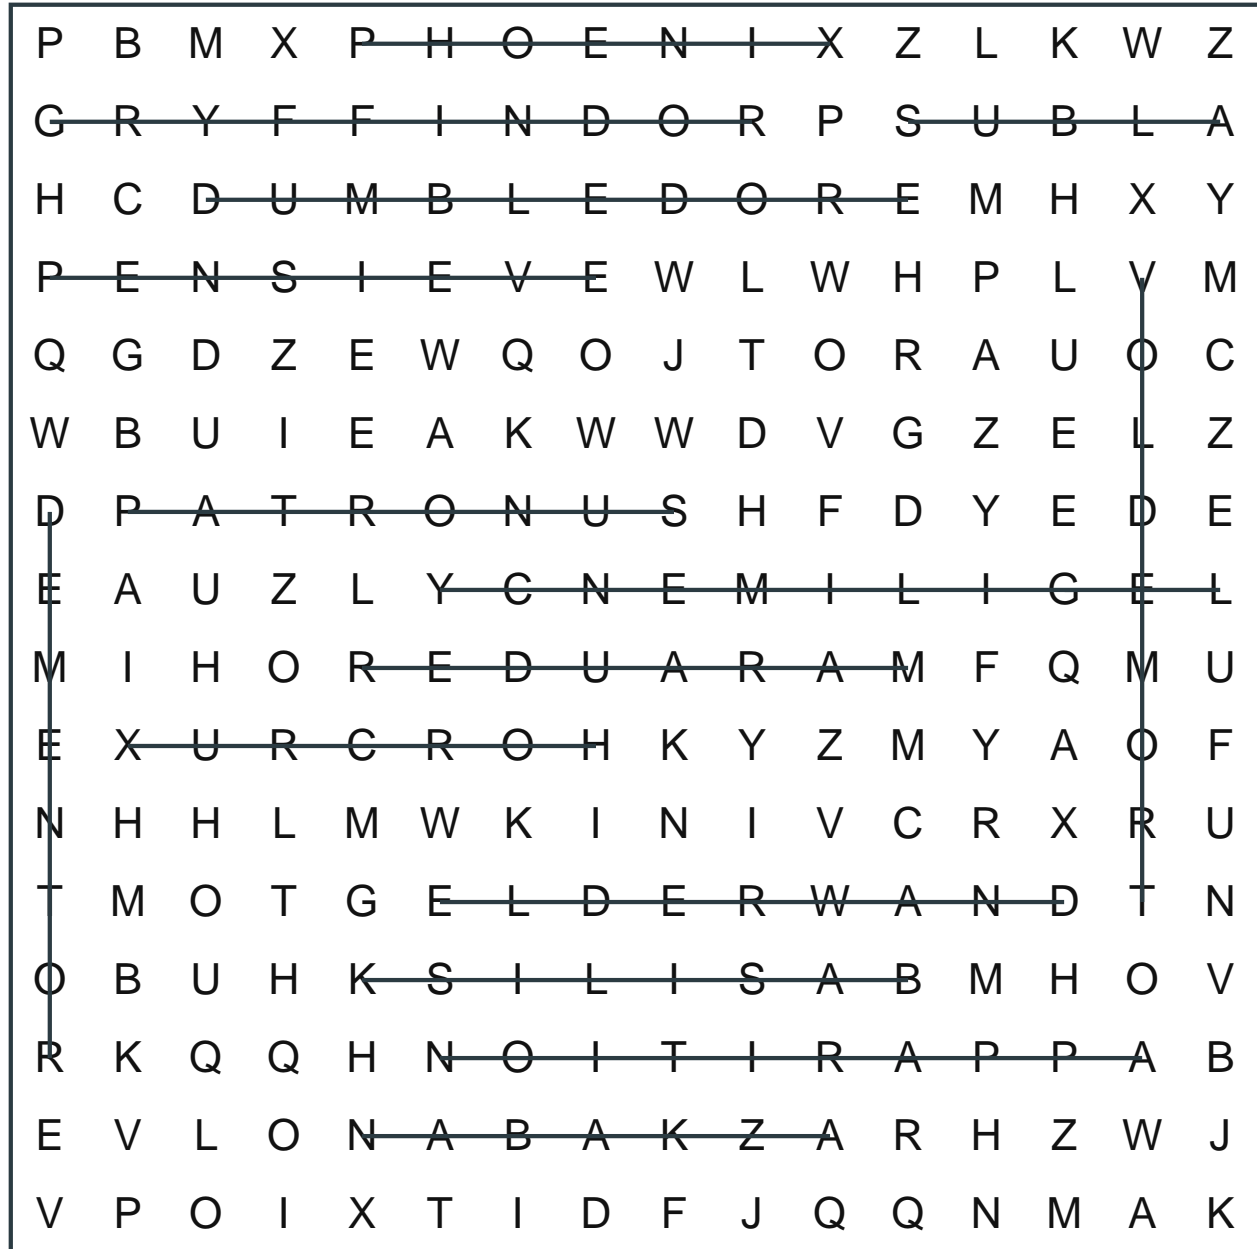 P B M X P H O E N I X Z L K W Z
G R Y F F I N D O R P S U B L A
H C D U M B L E D O R E M H X Y
P E N S I E V E W L W H P L V M
Q G D Z E W Q O J T O R A U O C
W B U I E A K W W D V G Z E L Z
D P A T R O N U S H F D Y E D E
E A U Z L Y C N E M I L I G E L
M I H O R E D U A R A M F Q M U
E X U R C R O H K Y Z M Y A O F
N H H L M W K I N I V C R X R U
T M O T G E L D E R W A N D T N
O B U H K S I L I S A B M H O V
R K Q Q H N O I T I R A P P A B
E V L O N A B A K Z A R H Z W J
V P O I X T I D F J Q Q N M A K